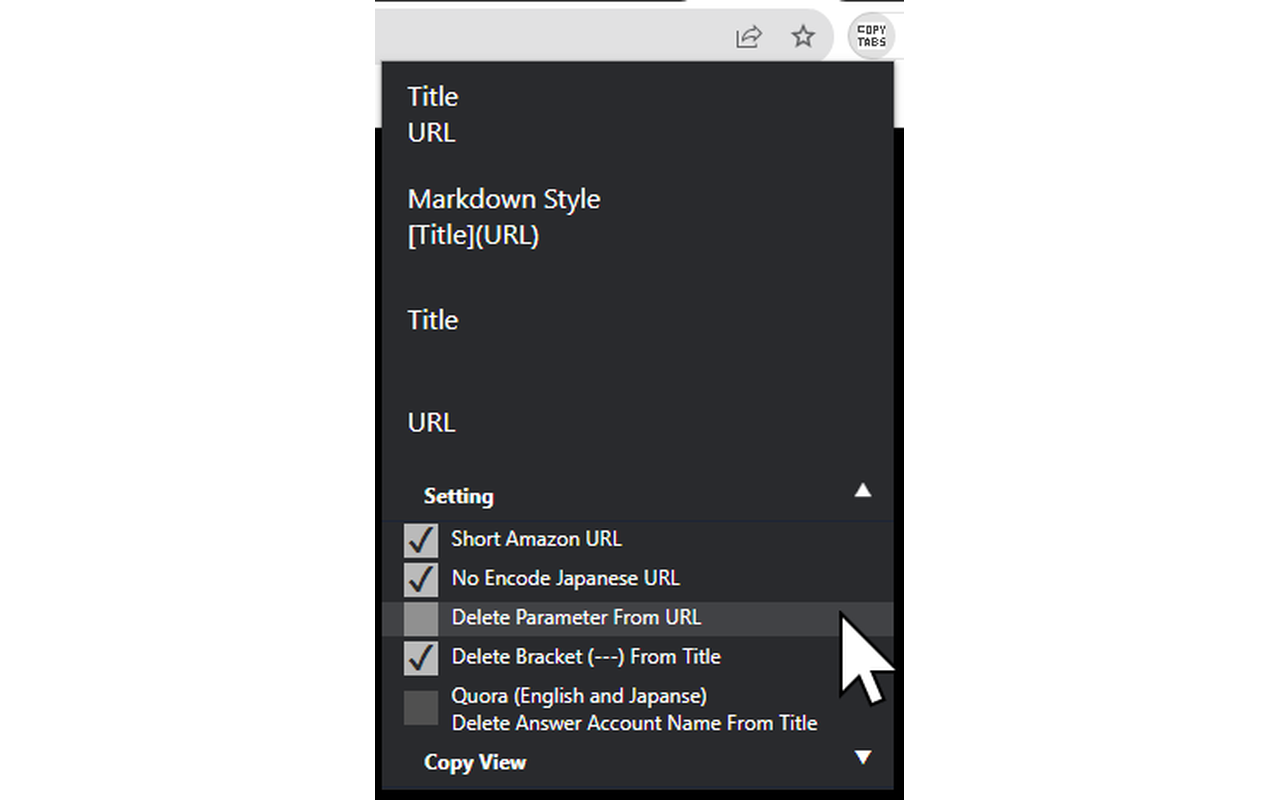 COPY
TABS
Title
URL
Markdown Style
[Title](URL)
Title
URL
Setting
Short Amazon URL
No Encode Japanese URL
Delete Parameter From URL
Delete Bracket (---) From Title
Quora (English and Japanse)
Delete Answer Account Name From Title
Copy View